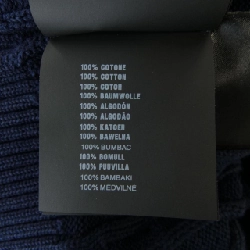 100% COTONE
100% COTTON
100% COTON
100% BAUMWOLLE
100% ALGODÓN
100% ALGODÃO
100% KATOEN
100% BAWEŁNA
100% BUMBAC
100% BOMULL
100% PUUVILLA
100% BAMBAKI
100% MEDVILNĖ